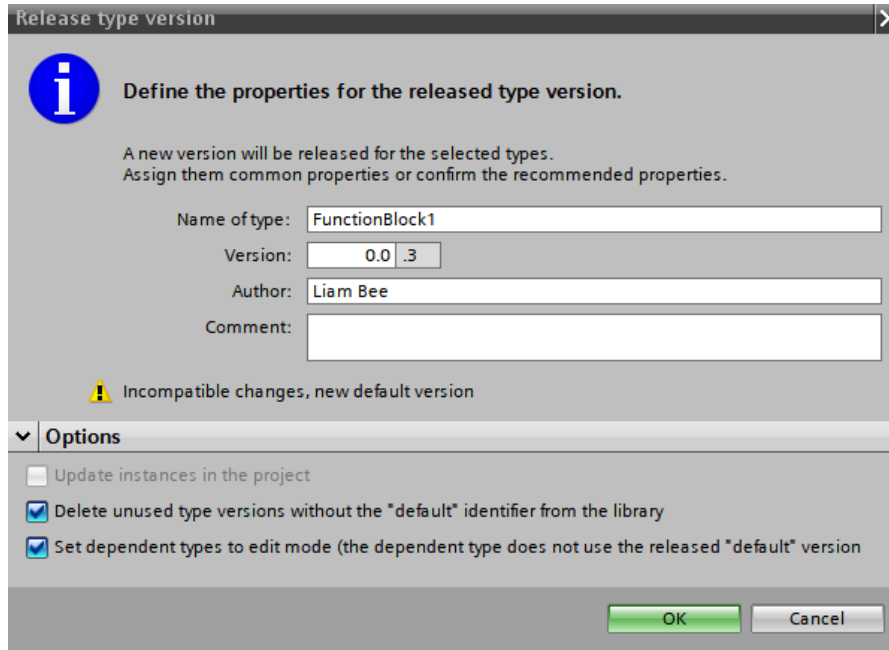 Release type version
Define the properties for the released type version.
A new version will be released for the selected types.
Assign them common properties or confirm the recommended properties.
Name of type: FunctionBlock1
Version: 0.0 .3
Author: Liam Bee
Comment:
Incompatible changes, new default version
Options
Update instances in the project
Delete unused type versions without the "default" identifier from the library
Set dependent types to edit mode (the dependent type does not use the released "default" version
OK Cancel